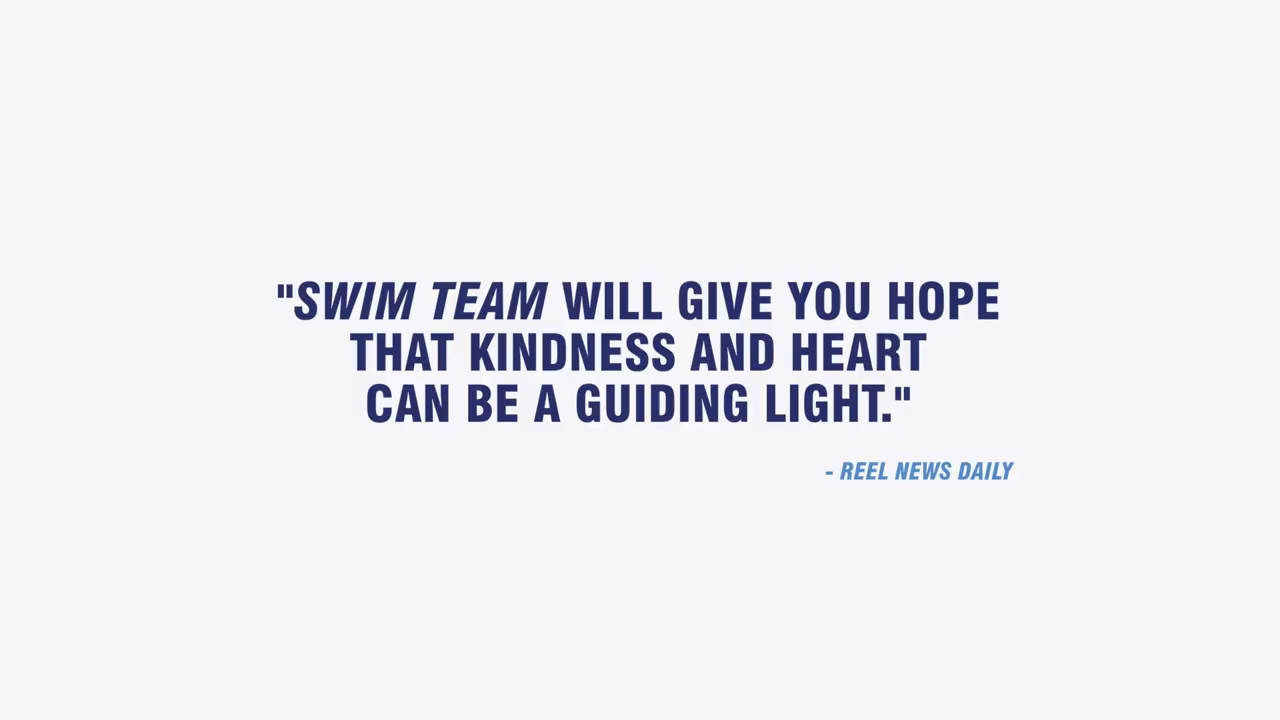 "SWIM TEAM WILL GIVE YOU HOPE
THAT KINDNESS AND HEART
CAN BE A GUIDING LIGHT."
- REEL NEWS DAILY